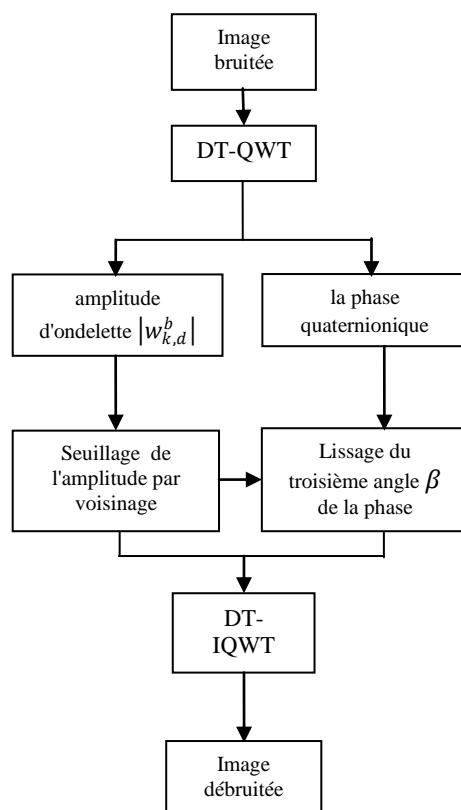 Image
bruitée
DT-QWT
amplitude
d'ondelette |w^b_{k,d}|
la phase
quaternionique
Seuillage de
l'amplitude par
voisinage
Lissage du
troisième angle β
de la phase
DT-
IQWT
Image
débruitée